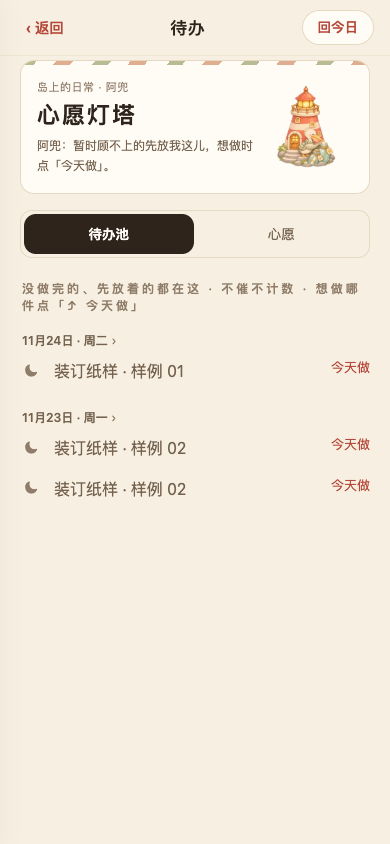 ‹ 返回
待办
回今日
岛上的日常 · 阿兜
心愿灯塔
阿兜：暂时顾不上的先放我这儿，想做时
点「今天做」。
待办池
心愿
没做完的、先放着的都在这 · 不催不计数 · 想做哪
件点「↗ 今天做」
11月24日 · 周二 ›
装订纸样 · 样例 01
今天做
11月23日 · 周一 ›
装订纸样 · 样例 02
今天做
装订纸样 · 样例 02
今天做